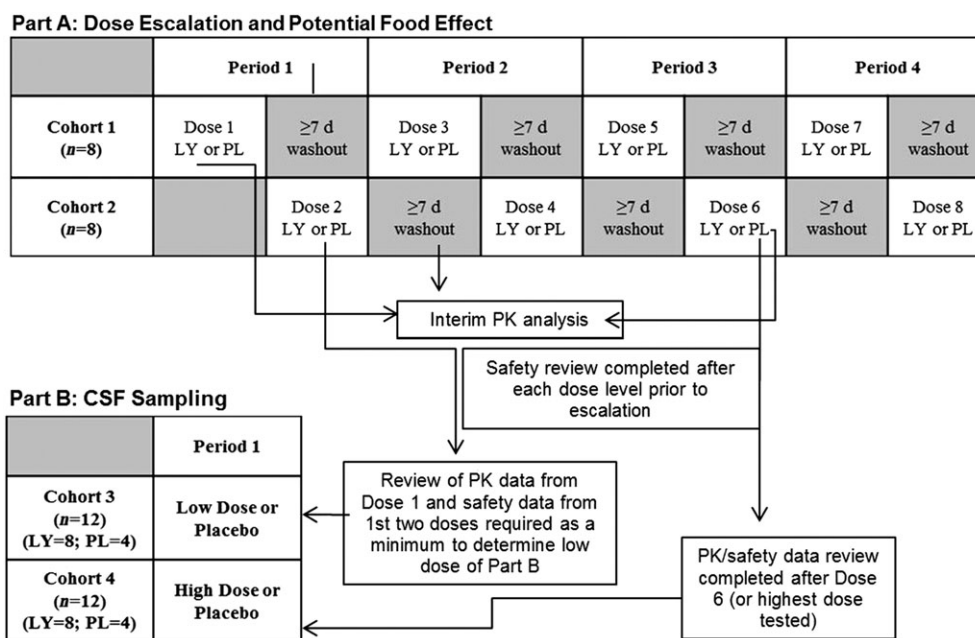 Part A: Dose Escalation and Potential Food Effect
Period 1
Period 2
Period 3
Period 4
Cohort 1
(n=8)
Dose 1
LY or PL
≥7 d
washout
Dose 3
LY or PL
≥7 d
washout
Dose 5
LY or PL
≥7 d
washout
Dose 7
LY or PL
≥7 d
washout
Cohort 2
(n=8)
Dose 2
LY or PL
≥7 d
washout
Dose 4
LY or PL
≥7 d
washout
Dose 6
LY or PL
≥7 d
washout
Dose 8
LY or PL
Interim PK analysis
Safety review completed after
each dose level prior to
escalation
Part B: CSF Sampling
Period 1
Cohort 3
(n=12)
(LY=8; PL=4)
Low Dose or
Placebo
Cohort 4
(n=12)
(LY=8; PL=4)
High Dose or
Placebo
Review of PK data from
Dose 1 and safety data from
1st two doses required as a
minimum to determine low
dose of Part B
PK/safety data review
completed after Dose
6 (or highest dose
tested)